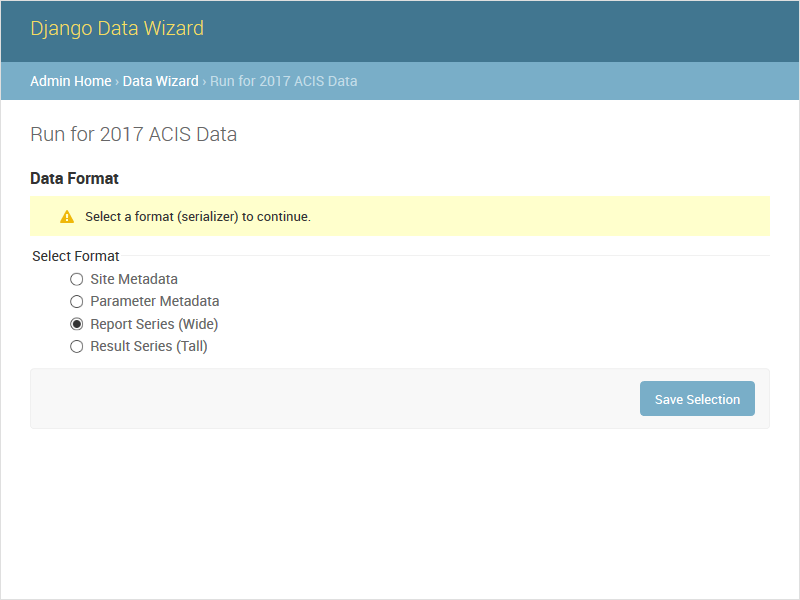 Django Data Wizard
Admin Home › Data Wizard › Run for 2017 ACIS Data
Run for 2017 ACIS Data
Data Format
Select a format (serializer) to continue.
Select Format
Site Metadata
Parameter Metadata
Report Series (Wide)
Result Series (Tall)
Save Selection